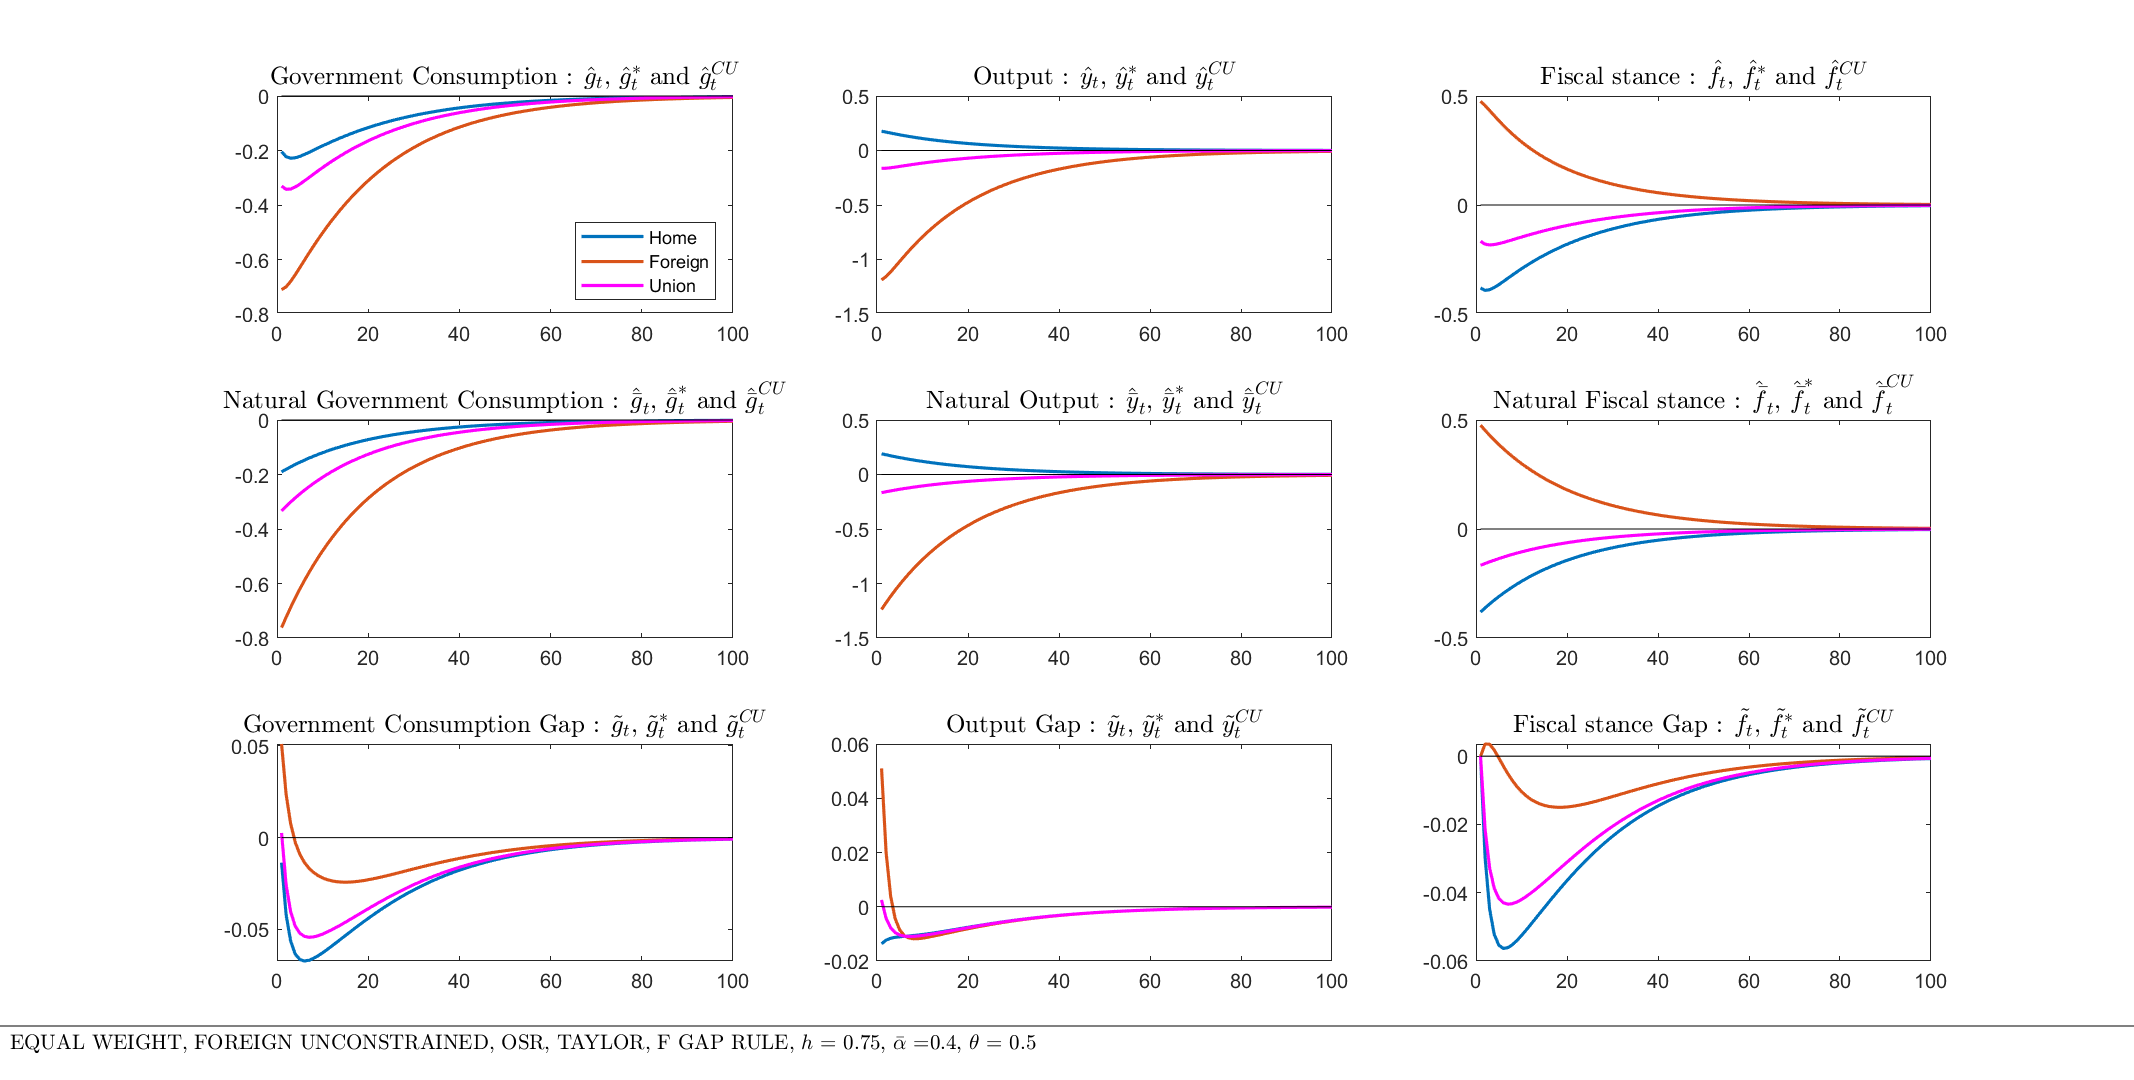 Government Consumption : ĝₜ, ĝₜ* and ĝₜᶜᵁ
0
-0.2
-0.4
-0.6
-0.8
0 20 40 60 80 100
Home
Foreign
Union
Output : ŷₜ, ŷₜ* and ŷₜᶜᵁ
0.5
0
-0.5
-1
-1.5
0 20 40 60 80 100
Fiscal stance : f̂ₜ, f̂ₜ* and f̂ₜᶜᵁ
0.5
0
-0.5
0 20 40 60 80 100
Natural Government Consumption : ḡ̂ₜ, ḡ̂ₜ* and ḡ̂ₜᶜᵁ
0
-0.2
-0.4
-0.6
-0.8
0 20 40 60 80 100
Natural Output : ȳ̂ₜ, ȳ̂ₜ* and ȳ̂ₜᶜᵁ
0.5
0
-0.5
-1
-1.5
0 20 40 60 80 100
Natural Fiscal stance : f̄̂ₜ, f̄̂ₜ* and f̄̂ₜᶜᵁ
0.5
0
-0.5
0 20 40 60 80 100
Government Consumption Gap : g̃ₜ, g̃ₜ* and g̃ₜᶜᵁ
0.05
0
-0.05
0 20 40 60 80 100
Output Gap : ỹₜ, ỹₜ* and ỹₜᶜᵁ
0.06
0.04
0.02
0
-0.02
0 20 40 60 80 100
Fiscal stance Gap : f̃ₜ, f̃ₜ* and f̃ₜᶜᵁ
0
-0.02
-0.04
-0.06
0 20 40 60 80 100
EQUAL WEIGHT, FOREIGN UNCONSTRAINED, OSR, TAYLOR, F GAP RULE, h = 0.75, ᾱ =0.4, θ = 0.5